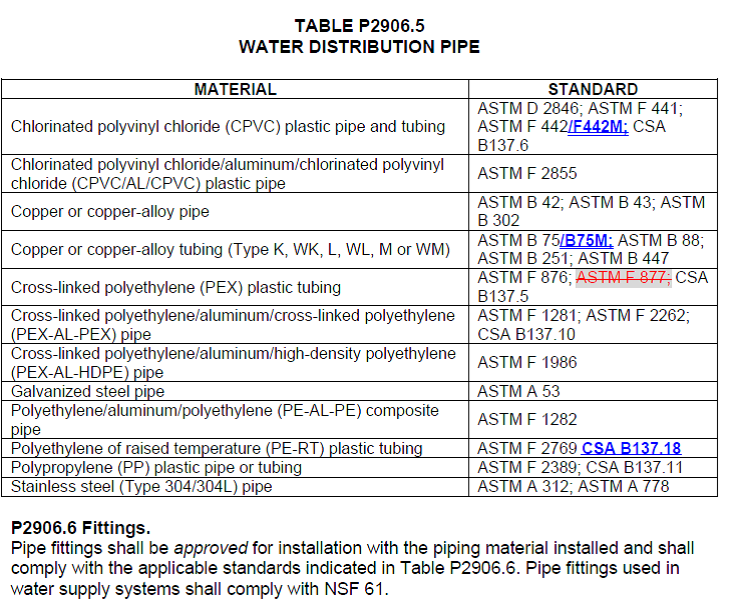 TABLE P2906.5
WATER DISTRIBUTION PIPE
MATERIAL STANDARD
Chlorinated polyvinyl chloride (CPVC) plastic pipe and tubing ASTM D 2846; ASTM F 441;
ASTM F 442/F442M; CSA
B137.6
Chlorinated polyvinyl chloride/aluminum/chlorinated polyvinyl
chloride (CPVC/AL/CPVC) plastic pipe ASTM F 2855
Copper or copper-alloy pipe ASTM B 42; ASTM B 43; ASTM
B 302
Copper or copper-alloy tubing (Type K, WK, L, WL, M or WM) ASTM B 75/B75M; ASTM B 88;
ASTM B 251; ASTM B 447
Cross-linked polyethylene (PEX) plastic tubing ASTM F 876; ASTM F 877; CSA
B137.5
Cross-linked polyethylene/aluminum/cross-linked polyethylene ASTM F 1281; ASTM F 2262;
(PEX-AL-PEX) pipe CSA B137.10
Cross-linked polyethylene/aluminum/high-density polyethylene
(PEX-AL-HDPE) pipe ASTM F 1986
Galvanized steel pipe ASTM A 53
Polyethylene/aluminum/polyethylene (PE-AL-PE) composite
pipe ASTM F 1282
Polyethylene of raised temperature (PE-RT) plastic tubing ASTM F 2769 CSA B137.18
Polypropylene (PP) plastic pipe or tubing ASTM F 2389; CSA B137.11
Stainless steel (Type 304/304L) pipe ASTM A 312; ASTM A 778
P2906.6 Fittings.
Pipe fittings shall be approved for installation with the piping material installed and shall
comply with the applicable standards indicated in Table P2906.6. Pipe fittings used in
water supply systems shall comply with NSF 61.